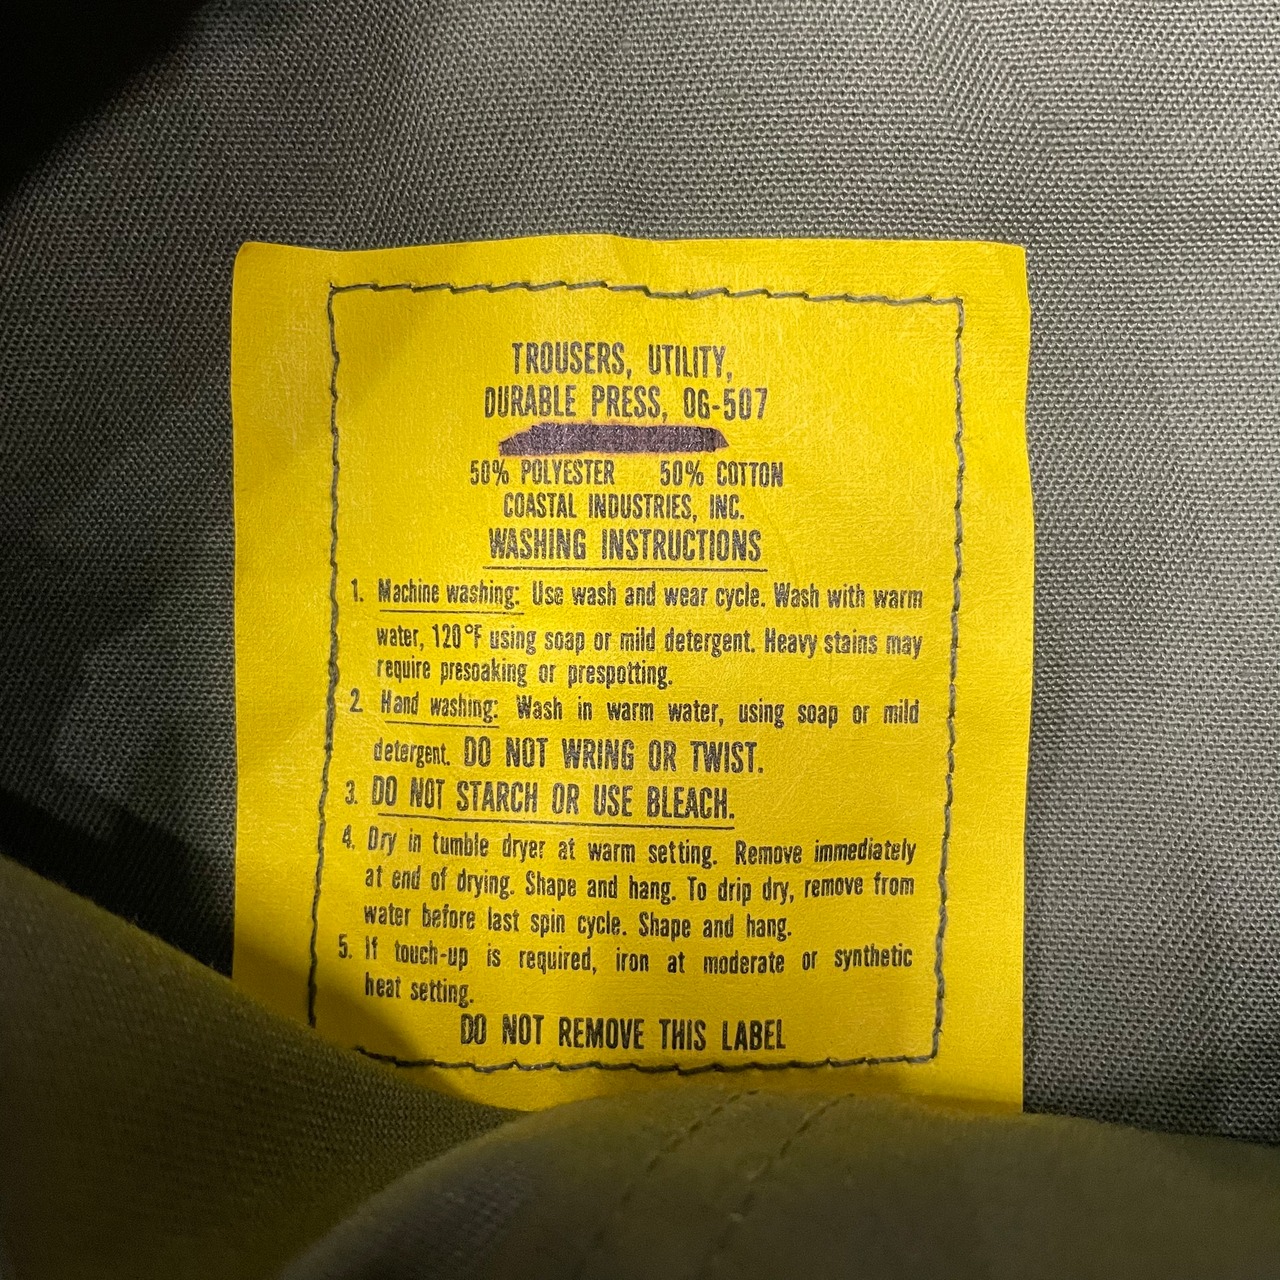 TROUSERS, UTILITY,
DURABLE PRESS, OG-507
50% POLYESTER 50% COTTON
COASTAL INDUSTRIES, INC.
WASHING INSTRUCTIONS
1. Machine washing: Use wash and wear cycle. Wash with warm
water, 120°F using soap or mild detergent. Heavy stains may
require presoaking or prespotting.
2. Hand washing: Wash in warm water, using soap or mild
detergent. DO NOT WRING OR TWIST.
3. DO NOT STARCH OR USE BLEACH.
4. Dry in tumble dryer at warm setting. Remove immediately
at end of drying. Shape and hang. To drip dry, remove from
water before last spin cycle. Shape and hang.
5. If touch-up is required, iron at moderate or synthetic
heat setting.
DO NOT REMOVE THIS LABEL